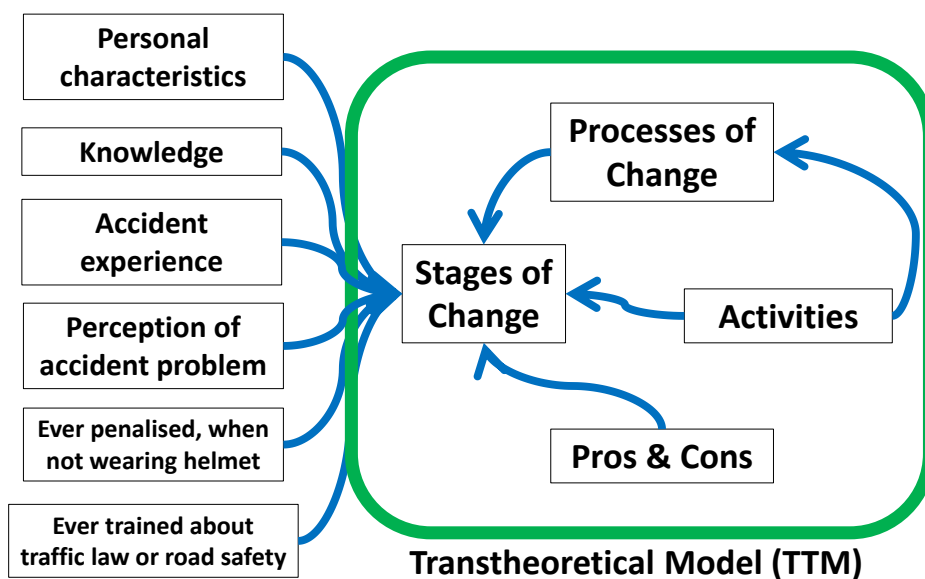 Personal
characteristics
Knowledge
Accident
experience
Perception of
accident problem
Ever penalised, when
not wearing helmet
Ever trained about
traffic law or road safety
Processes of
Change
Stages of
Change
Activities
Pros & Cons
Transtheoretical Model (TTM)